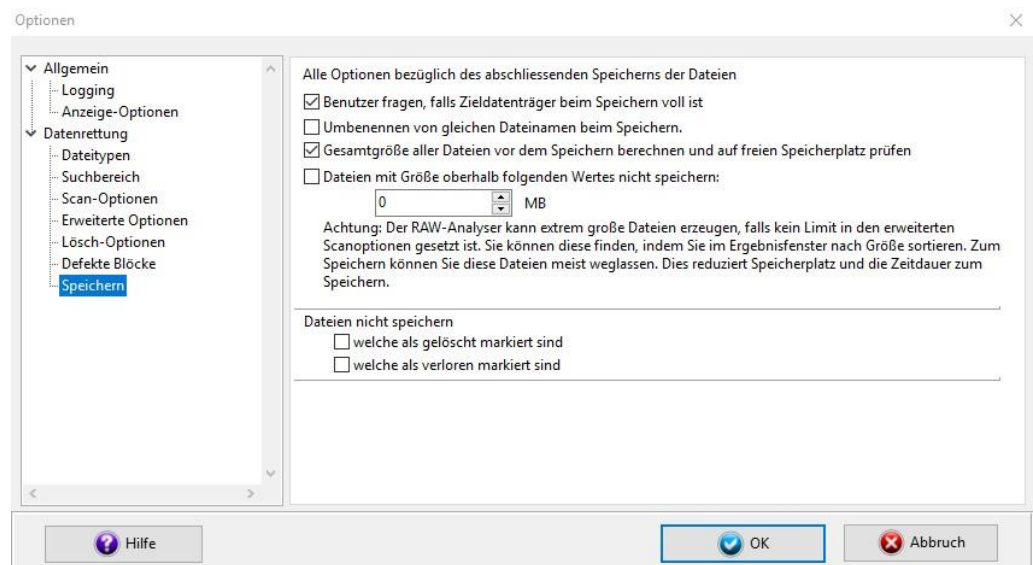 Optionen
Allgemein
Logging
Anzeige-Optionen
Datenrettung
Dateitypen
Suchbereich
Scan-Optionen
Erweiterte Optionen
Lösch-Optionen
Defekte Blöcke
Speichern
Alle Optionen bezüglich des abschliessenden Speicherns der Dateien
Benutzer fragen, falls Zieldatenträger beim Speichern voll ist
Umbenennen von gleichen Dateinamen beim Speichern.
Gesamtgröße aller Dateien vor dem Speichern berechnen und auf freien Speicherplatz prüfen
Dateien mit Größe oberhalb folgenden Wertes nicht speichern:
0 MB
Achtung: Der RAW-Analyser kann extrem große Dateien erzeugen, falls kein Limit in den erweiterten
Scanoptionen gesetzt ist. Sie können diese finden, indem Sie im Ergebnisfenster nach Größe sortieren. Zum
Speichern können Sie diese Dateien meist weglassen. Dies reduziert Speicherplatz und die Zeitdauer zum
Speichern.
Dateien nicht speichern
welche als gelöscht markiert sind
welche als verloren markiert sind
Hilfe
OK
Abbruch